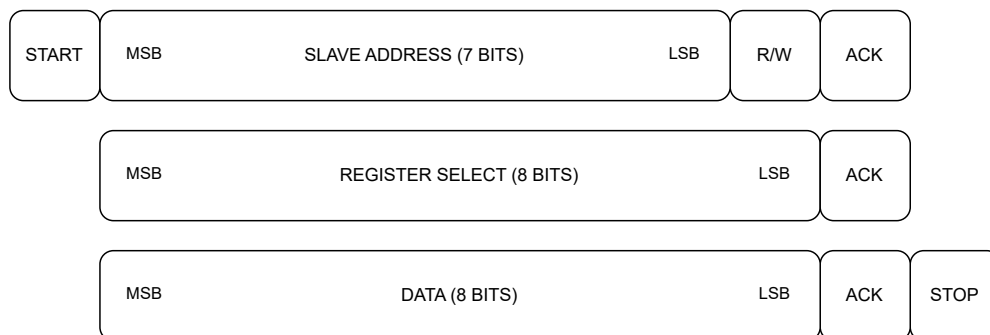 START MSB SLAVE ADDRESS (7 BITS) LSB R/W ACK
MSB REGISTER SELECT (8 BITS) LSB ACK
MSB DATA (8 BITS) LSB ACK STOP